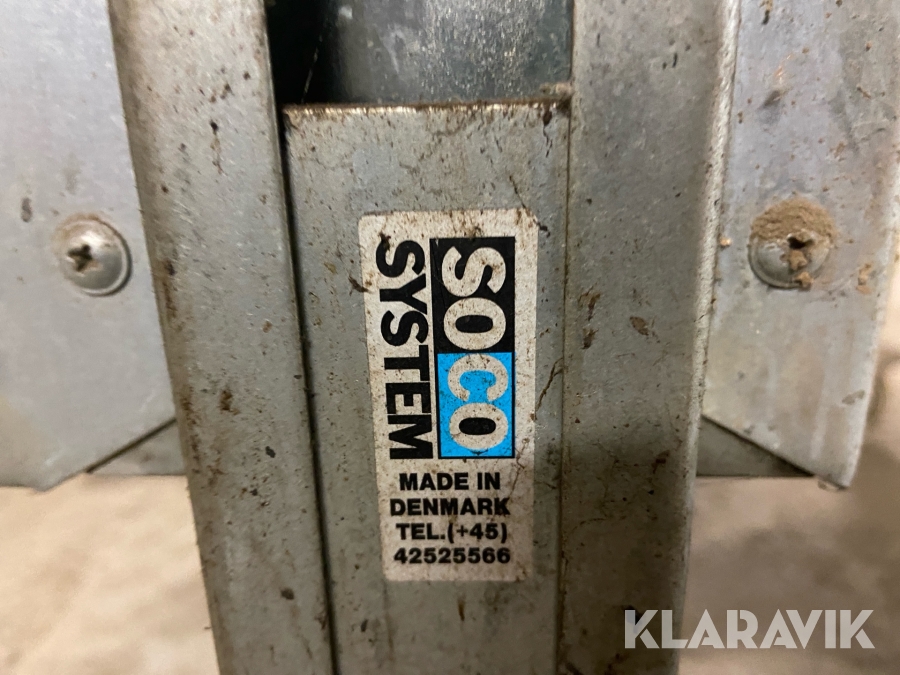 SOCO
SYSTEM
MADE IN
DENMARK
TEL.(+45)
42525566
KLARAVIK